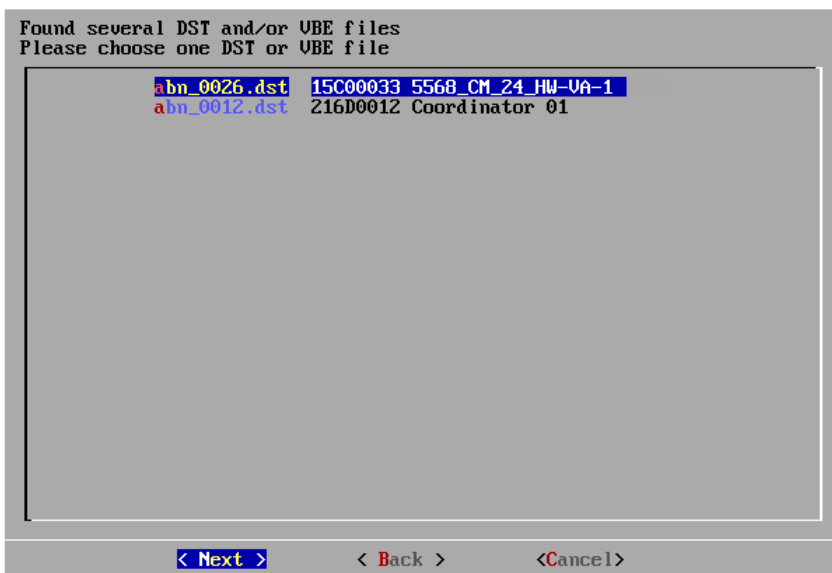 Found several DST and/or VBE files
Please choose one DST or VBE file
abn_0026.dst 15C00033 5568_CM_24_HW-VA-1
abn_0012.dst 216D0012 Coordinator 01
< Next > < Back > <Cancel>